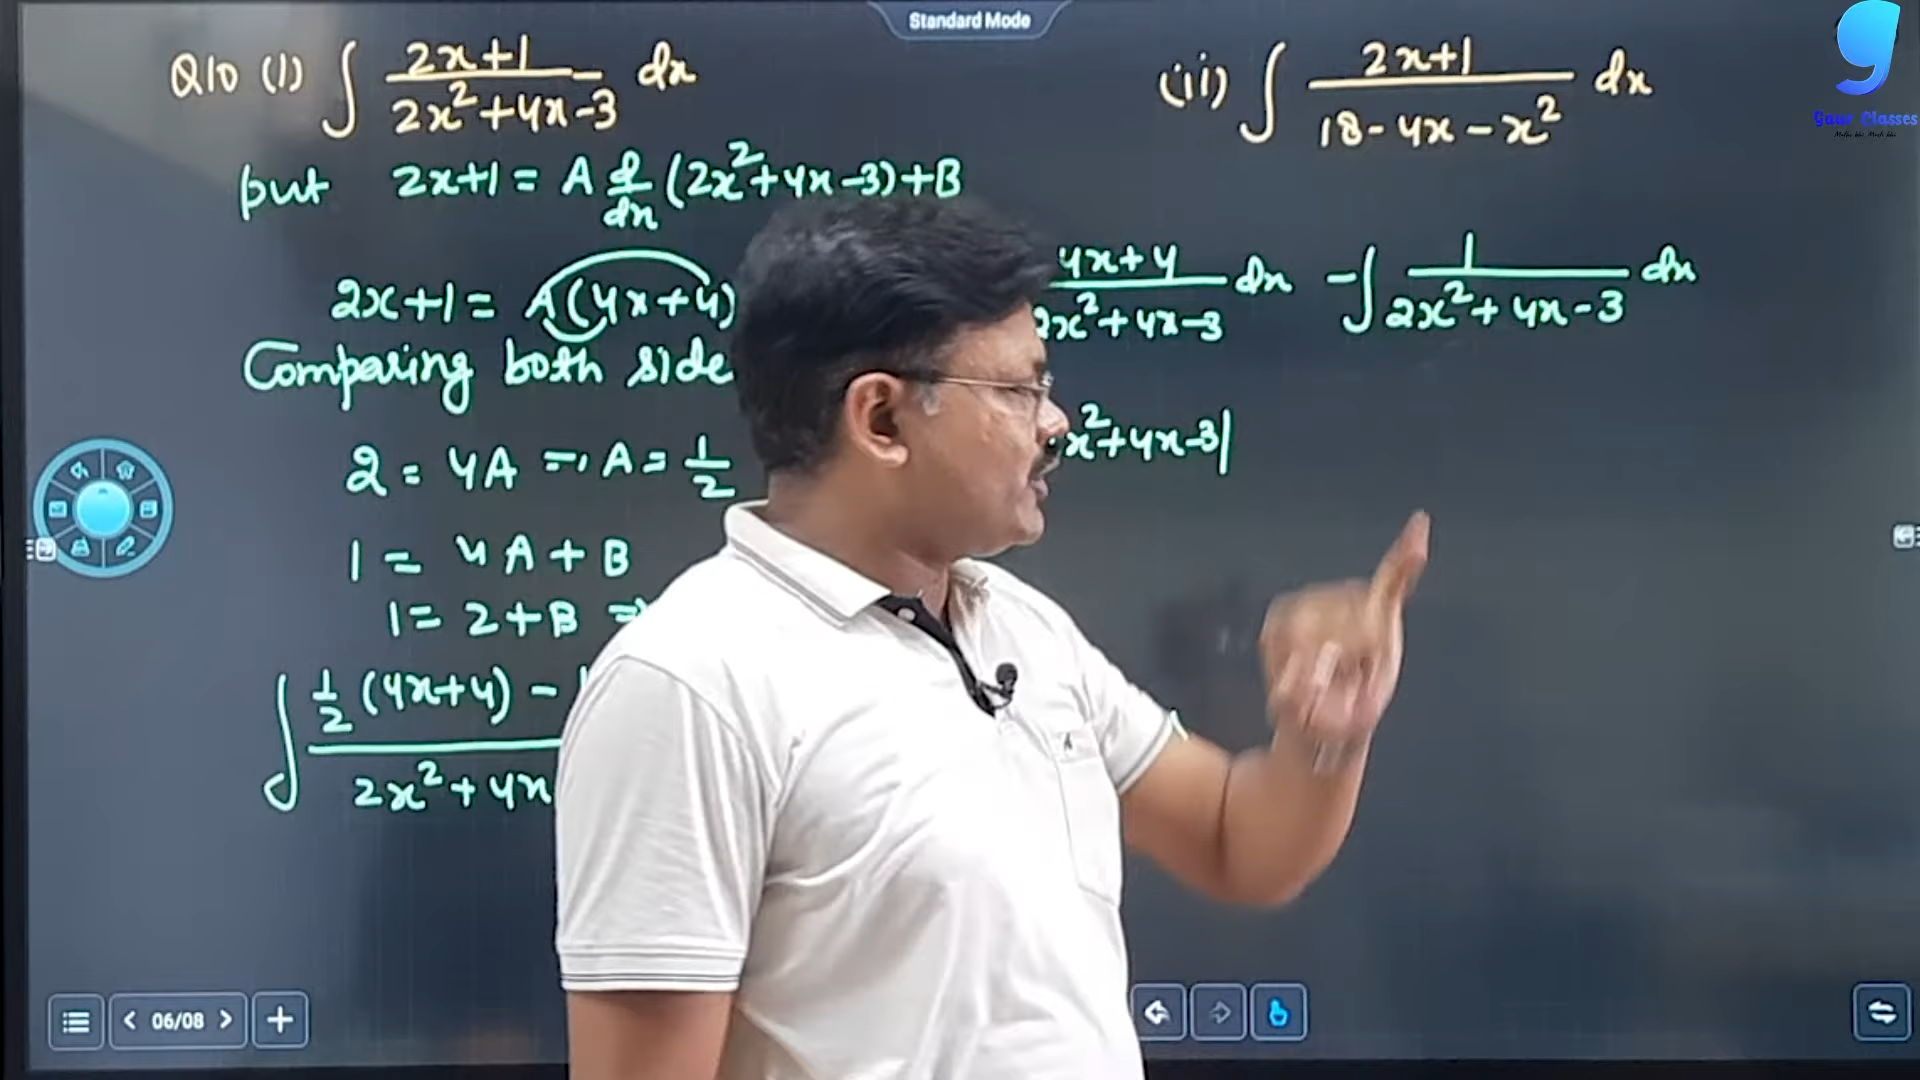 Standard Mode
Q10 (i) ∫ 2x+1 / 2x²+4x-3 dx
(ii) ∫ 2x+1 / 18-4x-x² dx
Gaur Classes
put 2x+1 = A d/dx (2x²+4x-3)+B
2x+1 = A(4x+4)
4x+4 / 2x²+4x-3 dx - ∫ 1 / 2x²+4x-3 dx
Comparing both side
x²+4x-3|
2 = 4A ⇒ A = 1/2
1 = 4A + B
1 = 2+B ⇒
∫ 1/2 (4x+4) - / 2x²+4x
06/08